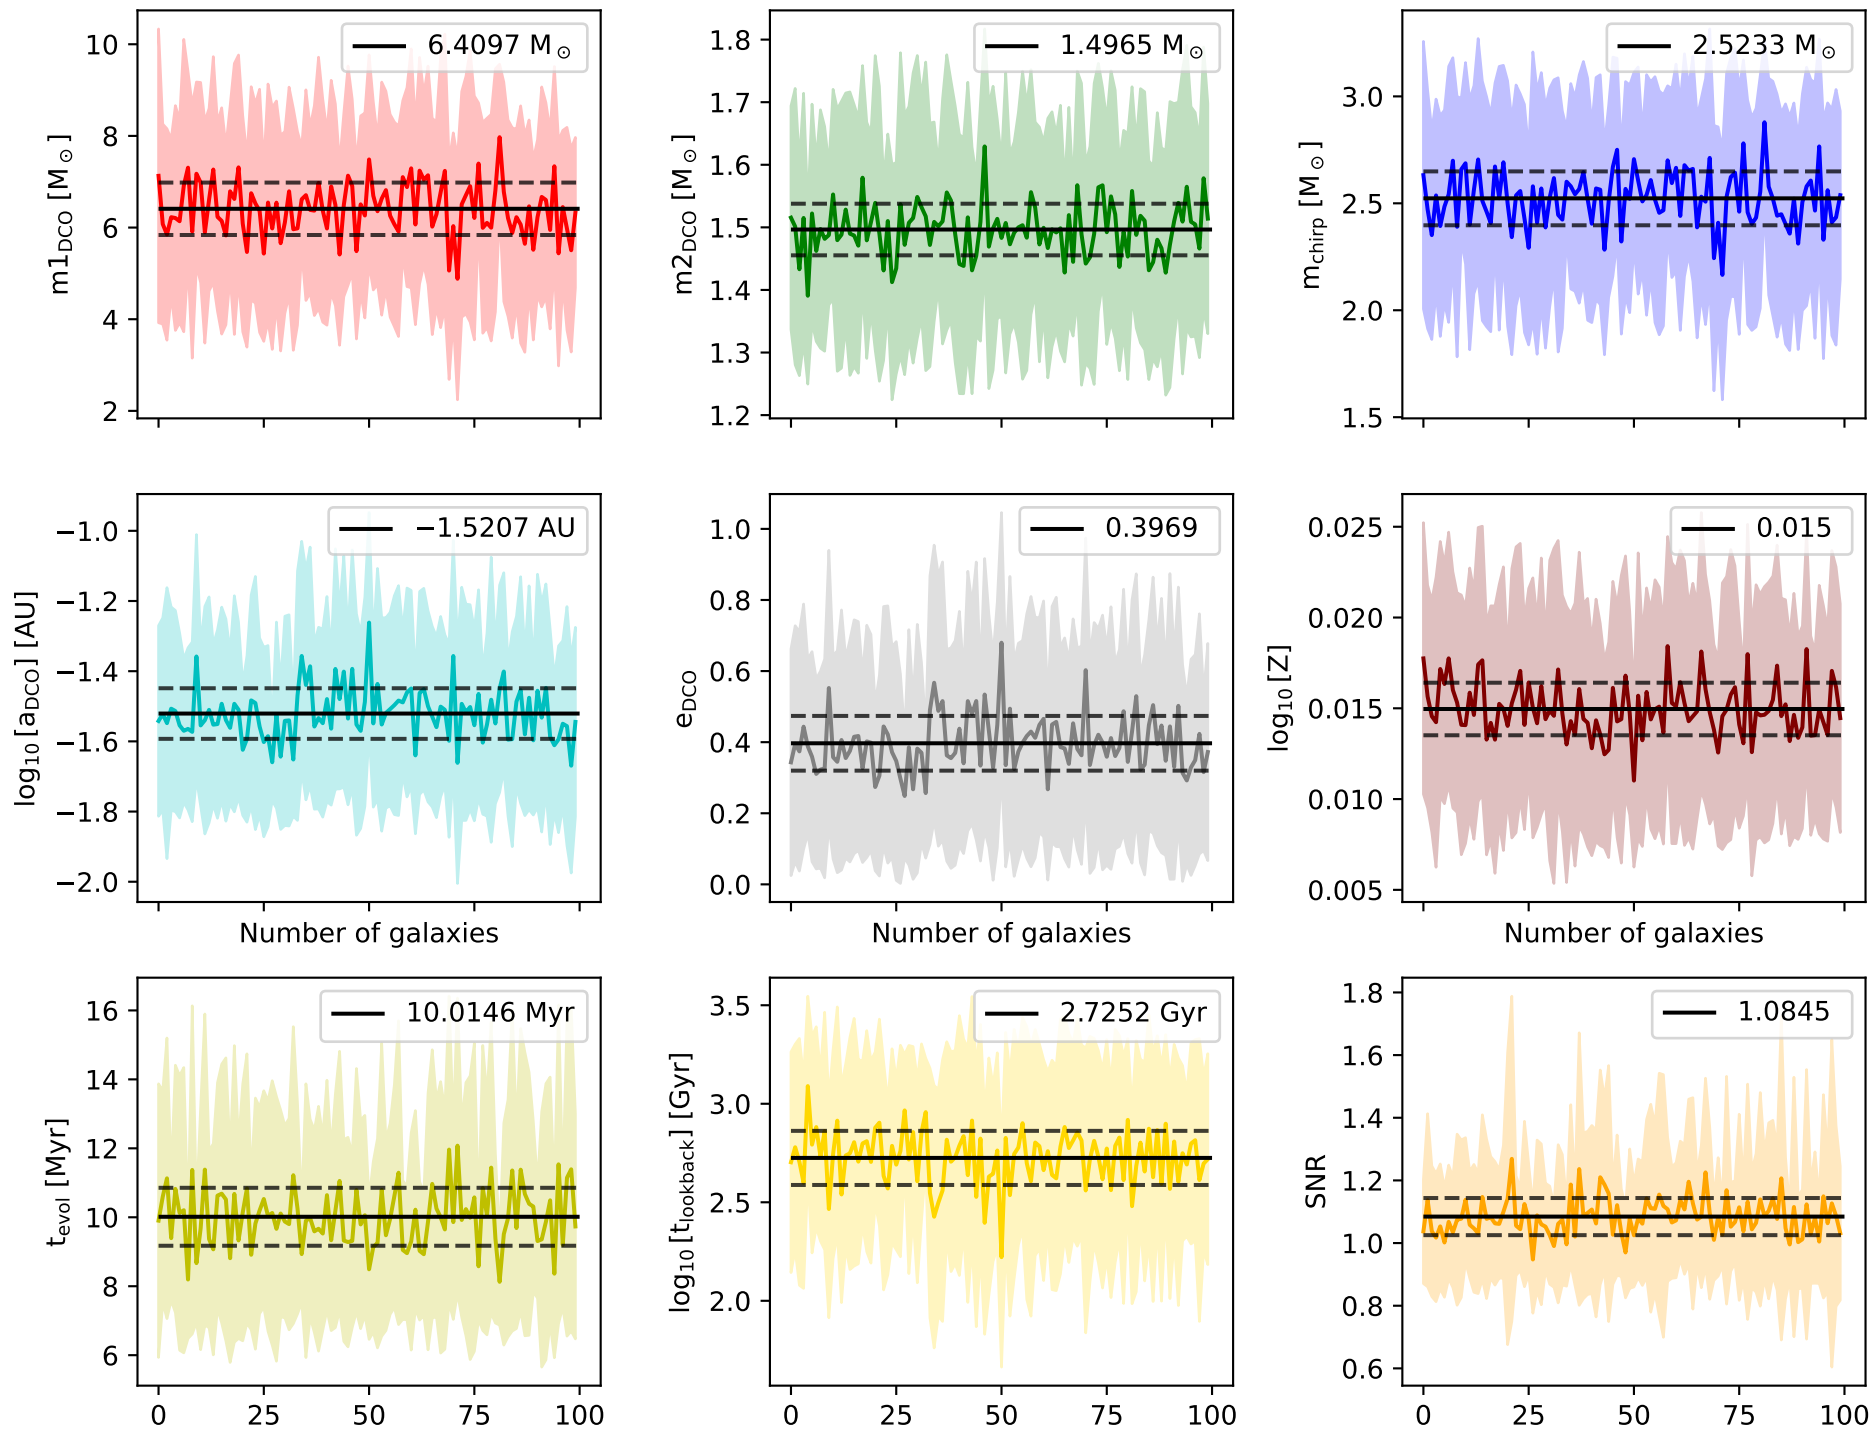 m1DCO [M⊙]
10
8
6
4
2
6.4097 M⊙
m2DCO [M⊙]
1.8
1.7
1.6
1.5
1.4
1.3
1.2
1.4965 M⊙
mchirp [M⊙]
3.0
2.5
2.0
1.5
2.5233 M⊙
log10 [aDCO] [AU]
−1.0
−1.2
−1.4
−1.6
−1.8
−2.0
−1.5207 AU
Number of galaxies
eDCO
1.0
0.8
0.6
0.4
0.2
0.0
0.3969
Number of galaxies
log10 [Z]
0.025
0.020
0.015
0.010
0.005
0.015
Number of galaxies
tevol [Myr]
16
14
12
10
8
6
10.0146 Myr
0 25 50 75 100
log10 [tlookback] [Gyr]
3.5
3.0
2.5
2.0
2.7252 Gyr
0 25 50 75 100
SNR
1.8
1.6
1.4
1.2
1.0
0.8
0.6
1.0845
0 25 50 75 100